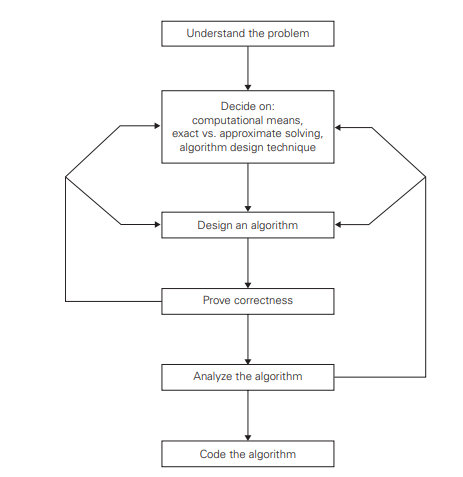 Understand the problem
Decide on:
computational means,
exact vs. approximate solving,
algorithm design technique
Design an algorithm
Prove correctness
Analyze the algorithm
Code the algorithm